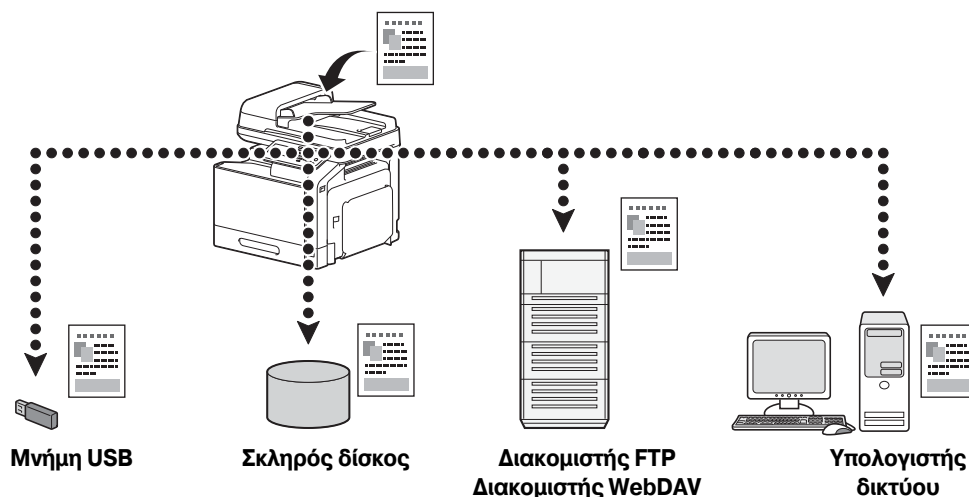 Μνήμη USB
Σκληρός δίσκος
Διακομιστής FTP
Διακομιστής WebDAV
Υπολογιστής
δικτύου